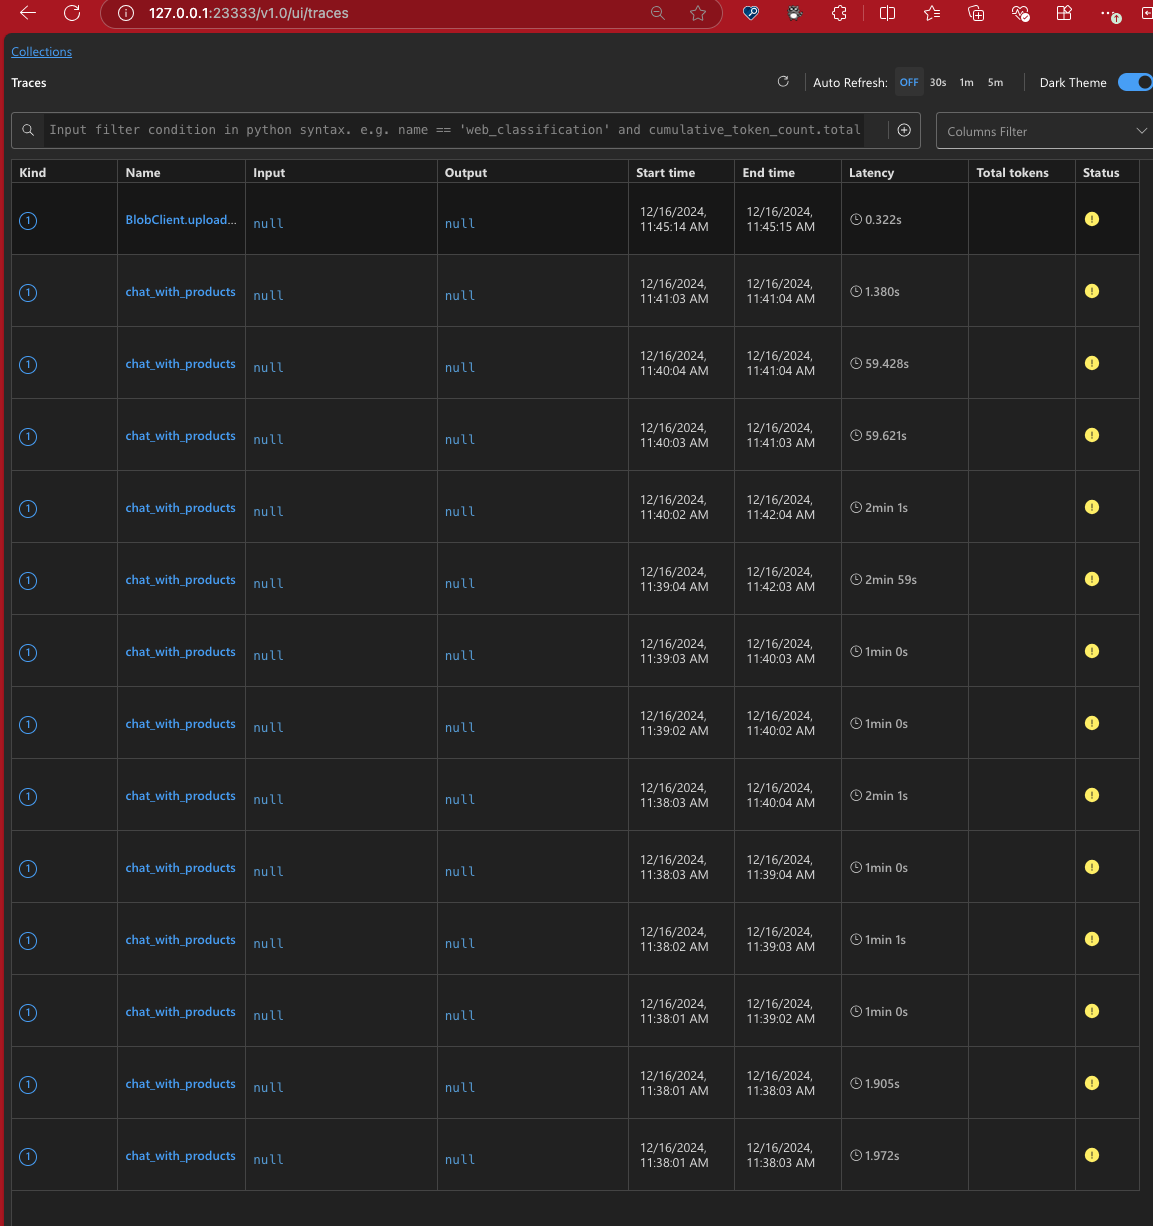 127.0.0.1:23333/v1.0/ui/traces
Collections
Traces
Auto Refresh: OFF 30s 1m 5m Dark Theme
Input filter condition in python syntax. e.g. name == 'web_classification' and cumulative_token_count.total
Columns Filter
Kind Name Input Output Start time End time Latency Total tokens Status
1 BlobClient.upload... null null 12/16/2024, 11:45:14 AM 12/16/2024, 11:45:15 AM 0.322s !
1 chat_with_products null null 12/16/2024, 11:41:03 AM 12/16/2024, 11:41:04 AM 1.380s !
1 chat_with_products null null 12/16/2024, 11:40:04 AM 12/16/2024, 11:41:04 AM 59.428s !
1 chat_with_products null null 12/16/2024, 11:40:03 AM 12/16/2024, 11:41:03 AM 59.621s !
1 chat_with_products null null 12/16/2024, 11:40:02 AM 12/16/2024, 11:42:04 AM 2min 1s !
1 chat_with_products null null 12/16/2024, 11:39:04 AM 12/16/2024, 11:42:03 AM 2min 59s !
1 chat_with_products null null 12/16/2024, 11:39:03 AM 12/16/2024, 11:40:03 AM 1min 0s !
1 chat_with_products null null 12/16/2024, 11:39:02 AM 12/16/2024, 11:40:02 AM 1min 0s !
1 chat_with_products null null 12/16/2024, 11:38:03 AM 12/16/2024, 11:40:04 AM 2min 1s !
1 chat_with_products null null 12/16/2024, 11:38:03 AM 12/16/2024, 11:39:04 AM 1min 0s !
1 chat_with_products null null 12/16/2024, 11:38:02 AM 12/16/2024, 11:39:03 AM 1min 1s !
1 chat_with_products null null 12/16/2024, 11:38:01 AM 12/16/2024, 11:39:02 AM 1min 0s !
1 chat_with_products null null 12/16/2024, 11:38:01 AM 12/16/2024, 11:38:03 AM 1.905s !
1 chat_with_products null null 12/16/2024, 11:38:01 AM 12/16/2024, 11:38:03 AM 1.972s !